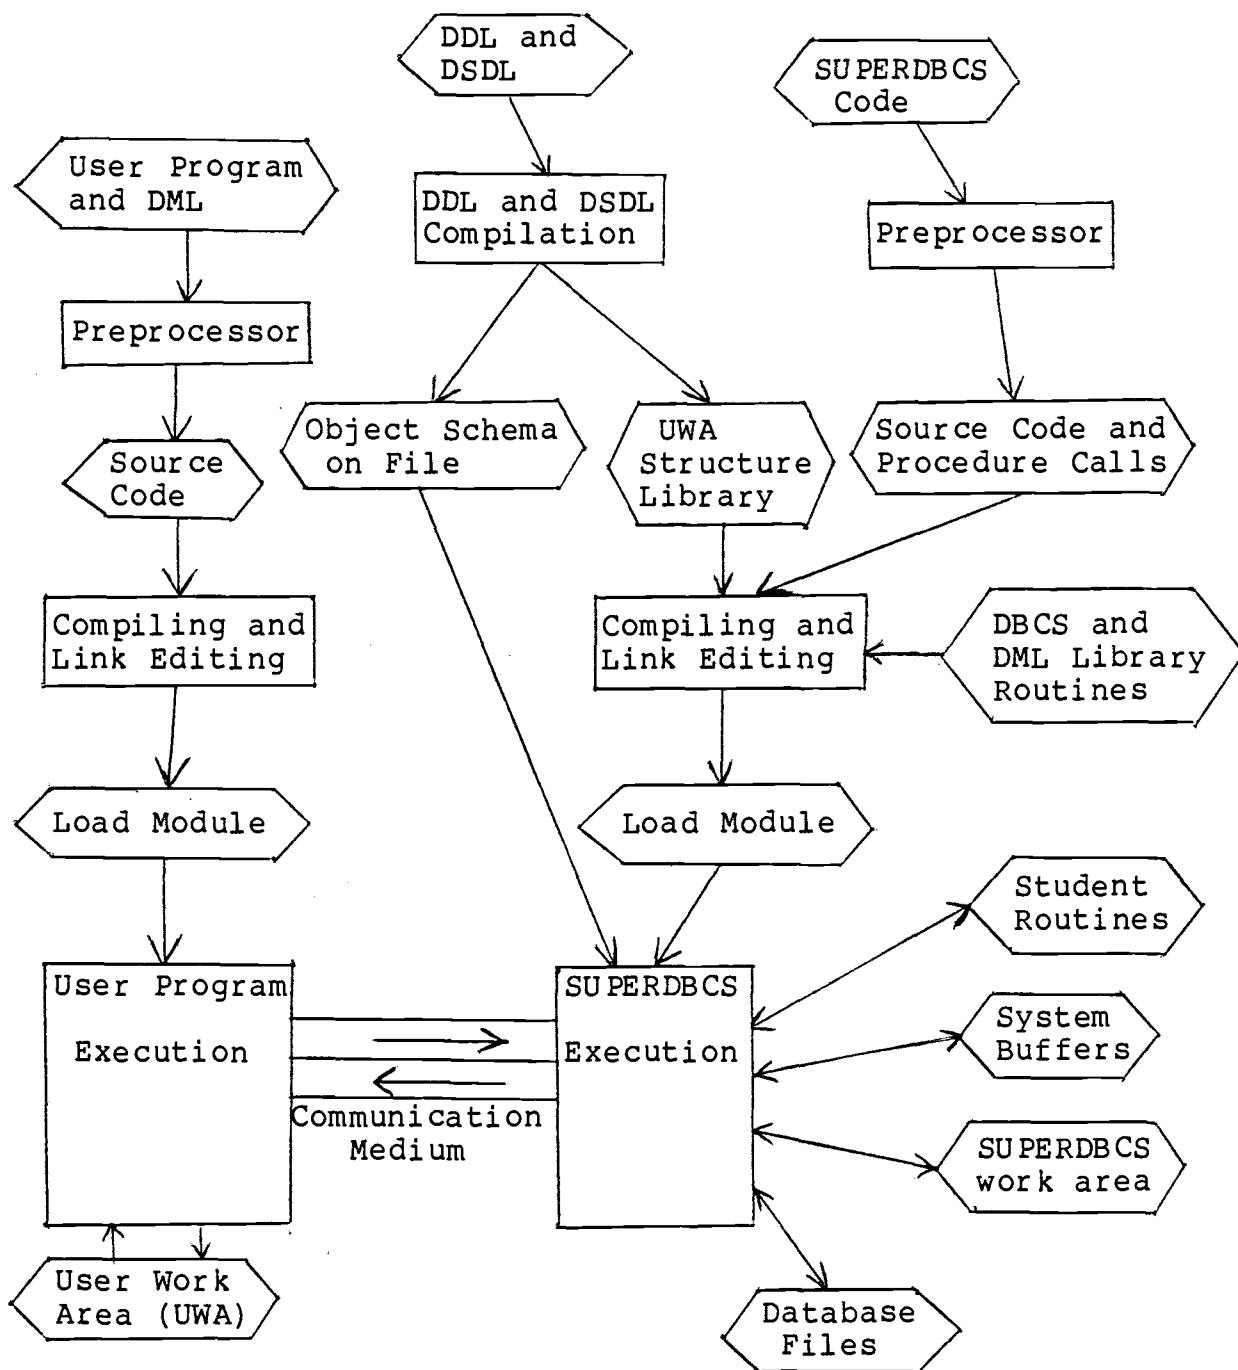 DDL and
DSDL
SUPERDBCS
Code
User Program
and DML
DDL and DSDL
Compilation
Preprocessor
Preprocessor
Object Schema
on File
UWA
Structure
Library
Source Code and
Procedure Calls
Source
Code
Compiling and
Link Editing
Compiling and
Link Editing
DBCS and
DML Library
Routines
Load Module
Load Module
Student
Routines
User Program
Execution
SUPERDBCS
Execution
System
Buffers
Communication
Medium
SUPERDBCS
work area
User Work
Area (UWA)
Database
Files